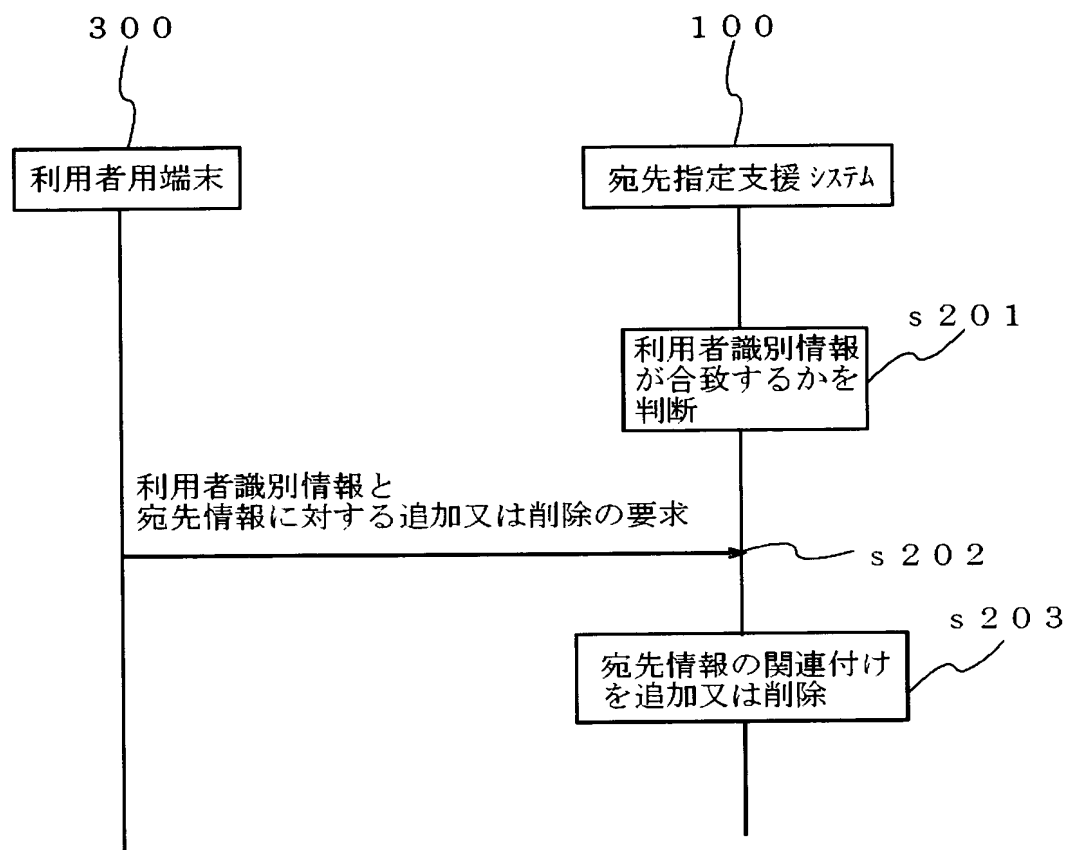 ３００
１００
利用者用端末
宛先指定支援 ｼｽﾃﾑ
ｓ２０１
利用者識別情報
が合致するかを
判断
利用者識別情報と
宛先情報に対する追加又は削除の要求
ｓ２０２
ｓ２０３
宛先情報の関連付け
を追加又は削除